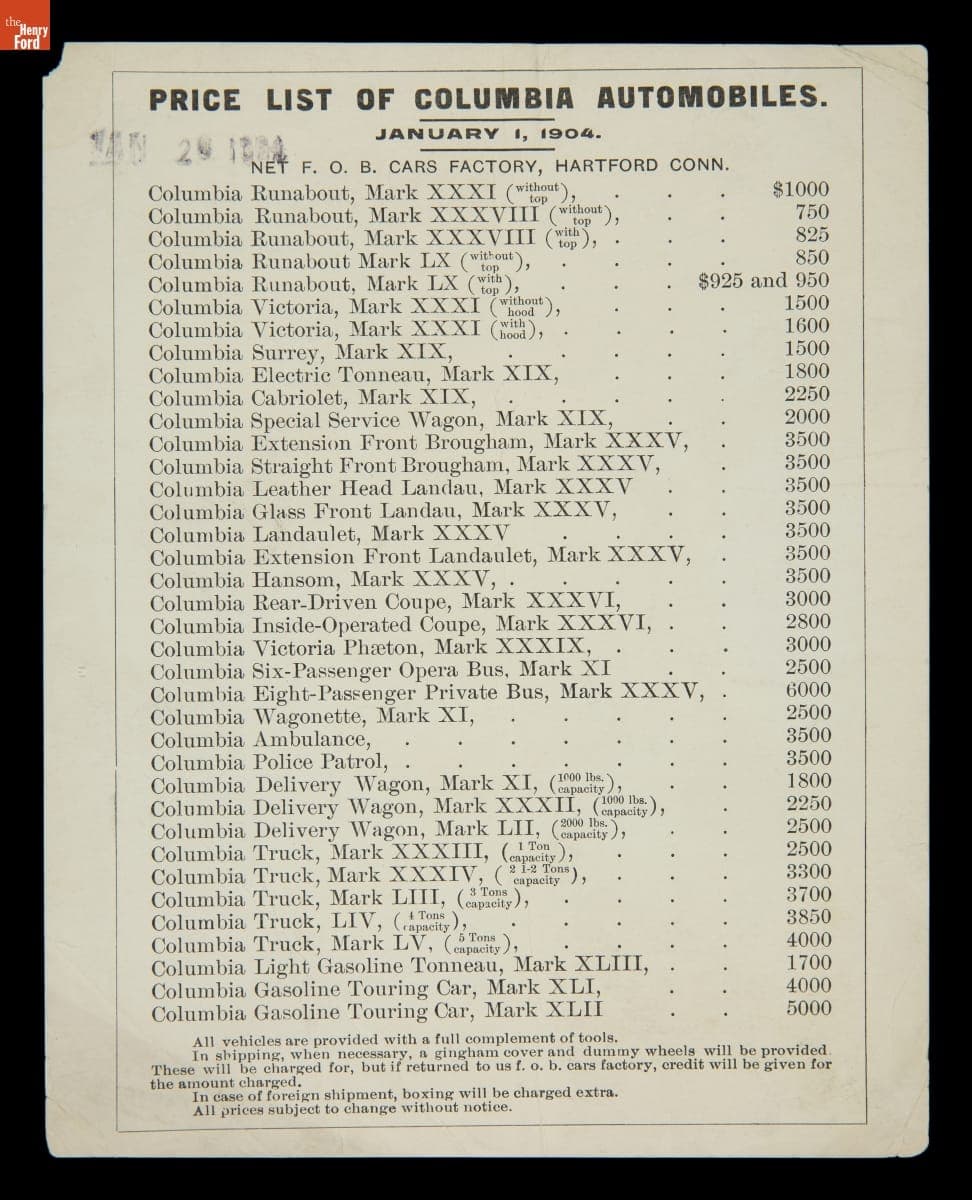 the
Henry
Ford
PRICE LIST OF COLUMBIA AUTOMOBILES.
JANUARY 1, 1904.
JAN 29 1904
NET F. O. B. CARS FACTORY, HARTFORD CONN.
Columbia Runabout, Mark XXXI (without top), . . . $1000
Columbia Runabout, Mark XXXVIII (without top), . . 750
Columbia Runabout, Mark XXXVIII (with top), . . . 825
Columbia Runabout Mark LX (without top), . . . . 850
Columbia Runabout, Mark LX (with top), . . . $925 and 950
Columbia Victoria, Mark XXXI (without hood), . . . 1500
Columbia Victoria, Mark XXXI (with hood), . . . . 1600
Columbia Surrey, Mark XIX, . . . . . 1500
Columbia Electric Tonneau, Mark XIX, . . . 1800
Columbia Cabriolet, Mark XIX, . . . . . 2250
Columbia Special Service Wagon, Mark XIX, . . 2000
Columbia Extension Front Brougham, Mark XXXV, . 3500
Columbia Straight Front Brougham, Mark XXXV, . 3500
Columbia Leather Head Landau, Mark XXXV . . 3500
Columbia Glass Front Landau, Mark XXXV, . . 3500
Columbia Landaulet, Mark XXXV . . . . 3500
Columbia Extension Front Landaulet, Mark XXXV, . 3500
Columbia Hansom, Mark XXXV, . . . . . 3500
Columbia Rear-Driven Coupe, Mark XXXVI, . . 3000
Columbia Inside-Operated Coupe, Mark XXXVI, . . 2800
Columbia Victoria Phæton, Mark XXXIX, . . . 3000
Columbia Six-Passenger Opera Bus, Mark XI . . 2500
Columbia Eight-Passenger Private Bus, Mark XXXV, . 6000
Columbia Wagonette, Mark XI, . . . . . 2500
Columbia Ambulance, . . . . . . . 3500
Columbia Police Patrol, . . . . . . . 3500
Columbia Delivery Wagon, Mark XI, (1000 lbs. capacity), . . 1800
Columbia Delivery Wagon, Mark XXXII, (1000 lbs. capacity), . 2250
Columbia Delivery Wagon, Mark LII, (2000 lbs. capacity), . . 2500
Columbia Truck, Mark XXXIII, (1 Ton capacity), . . . 2500
Columbia Truck, Mark XXXIV, (2 1-2 Tons capacity), . . . 3300
Columbia Truck, Mark LIII, (3 Tons capacity), . . . . 3700
Columbia Truck, LIV, (4 Tons capacity), . . . . . 3850
Columbia Truck, Mark LV, (5 Tons capacity), . . . . 4000
Columbia Light Gasoline Tonneau, Mark XLIII, . . 1700
Columbia Gasoline Touring Car, Mark XLI, . . 4000
Columbia Gasoline Touring Car, Mark XLII . . 5000
All vehicles are provided with a full complement of tools.
In shipping, when necessary, a gingham cover and dummy wheels will be provided.
These will be charged for, but if returned to us f. o. b. cars factory, credit will be given for
the amount charged.
In case of foreign shipment, boxing will be charged extra.
All prices subject to change without notice.